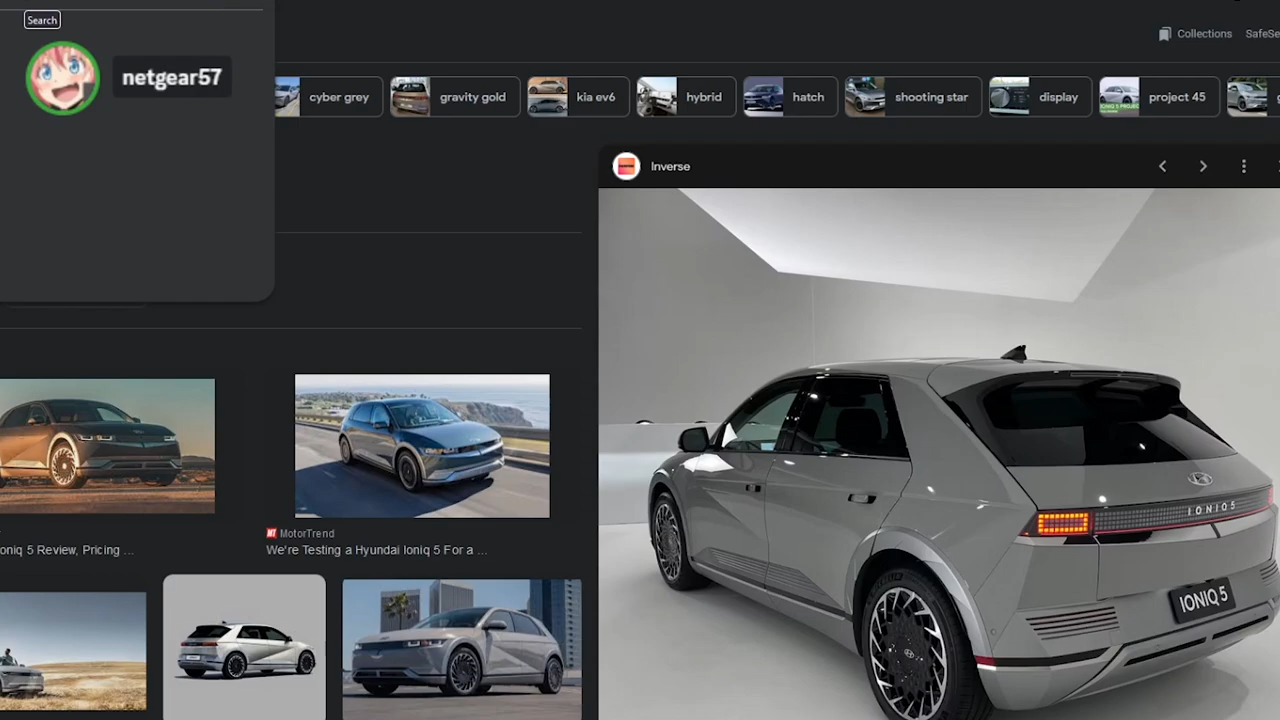 Search
netgear57
Collections
SafeSe
cyber grey
gravity gold
kia ev6
hybrid
hatch
shooting star
display
project 45
g
Inverse
IONIQ 5
IONIQ 5
MotorTrend
oniq 5 Review, Pricing ...
We're Testing a Hyundai Ioniq 5 For a ...